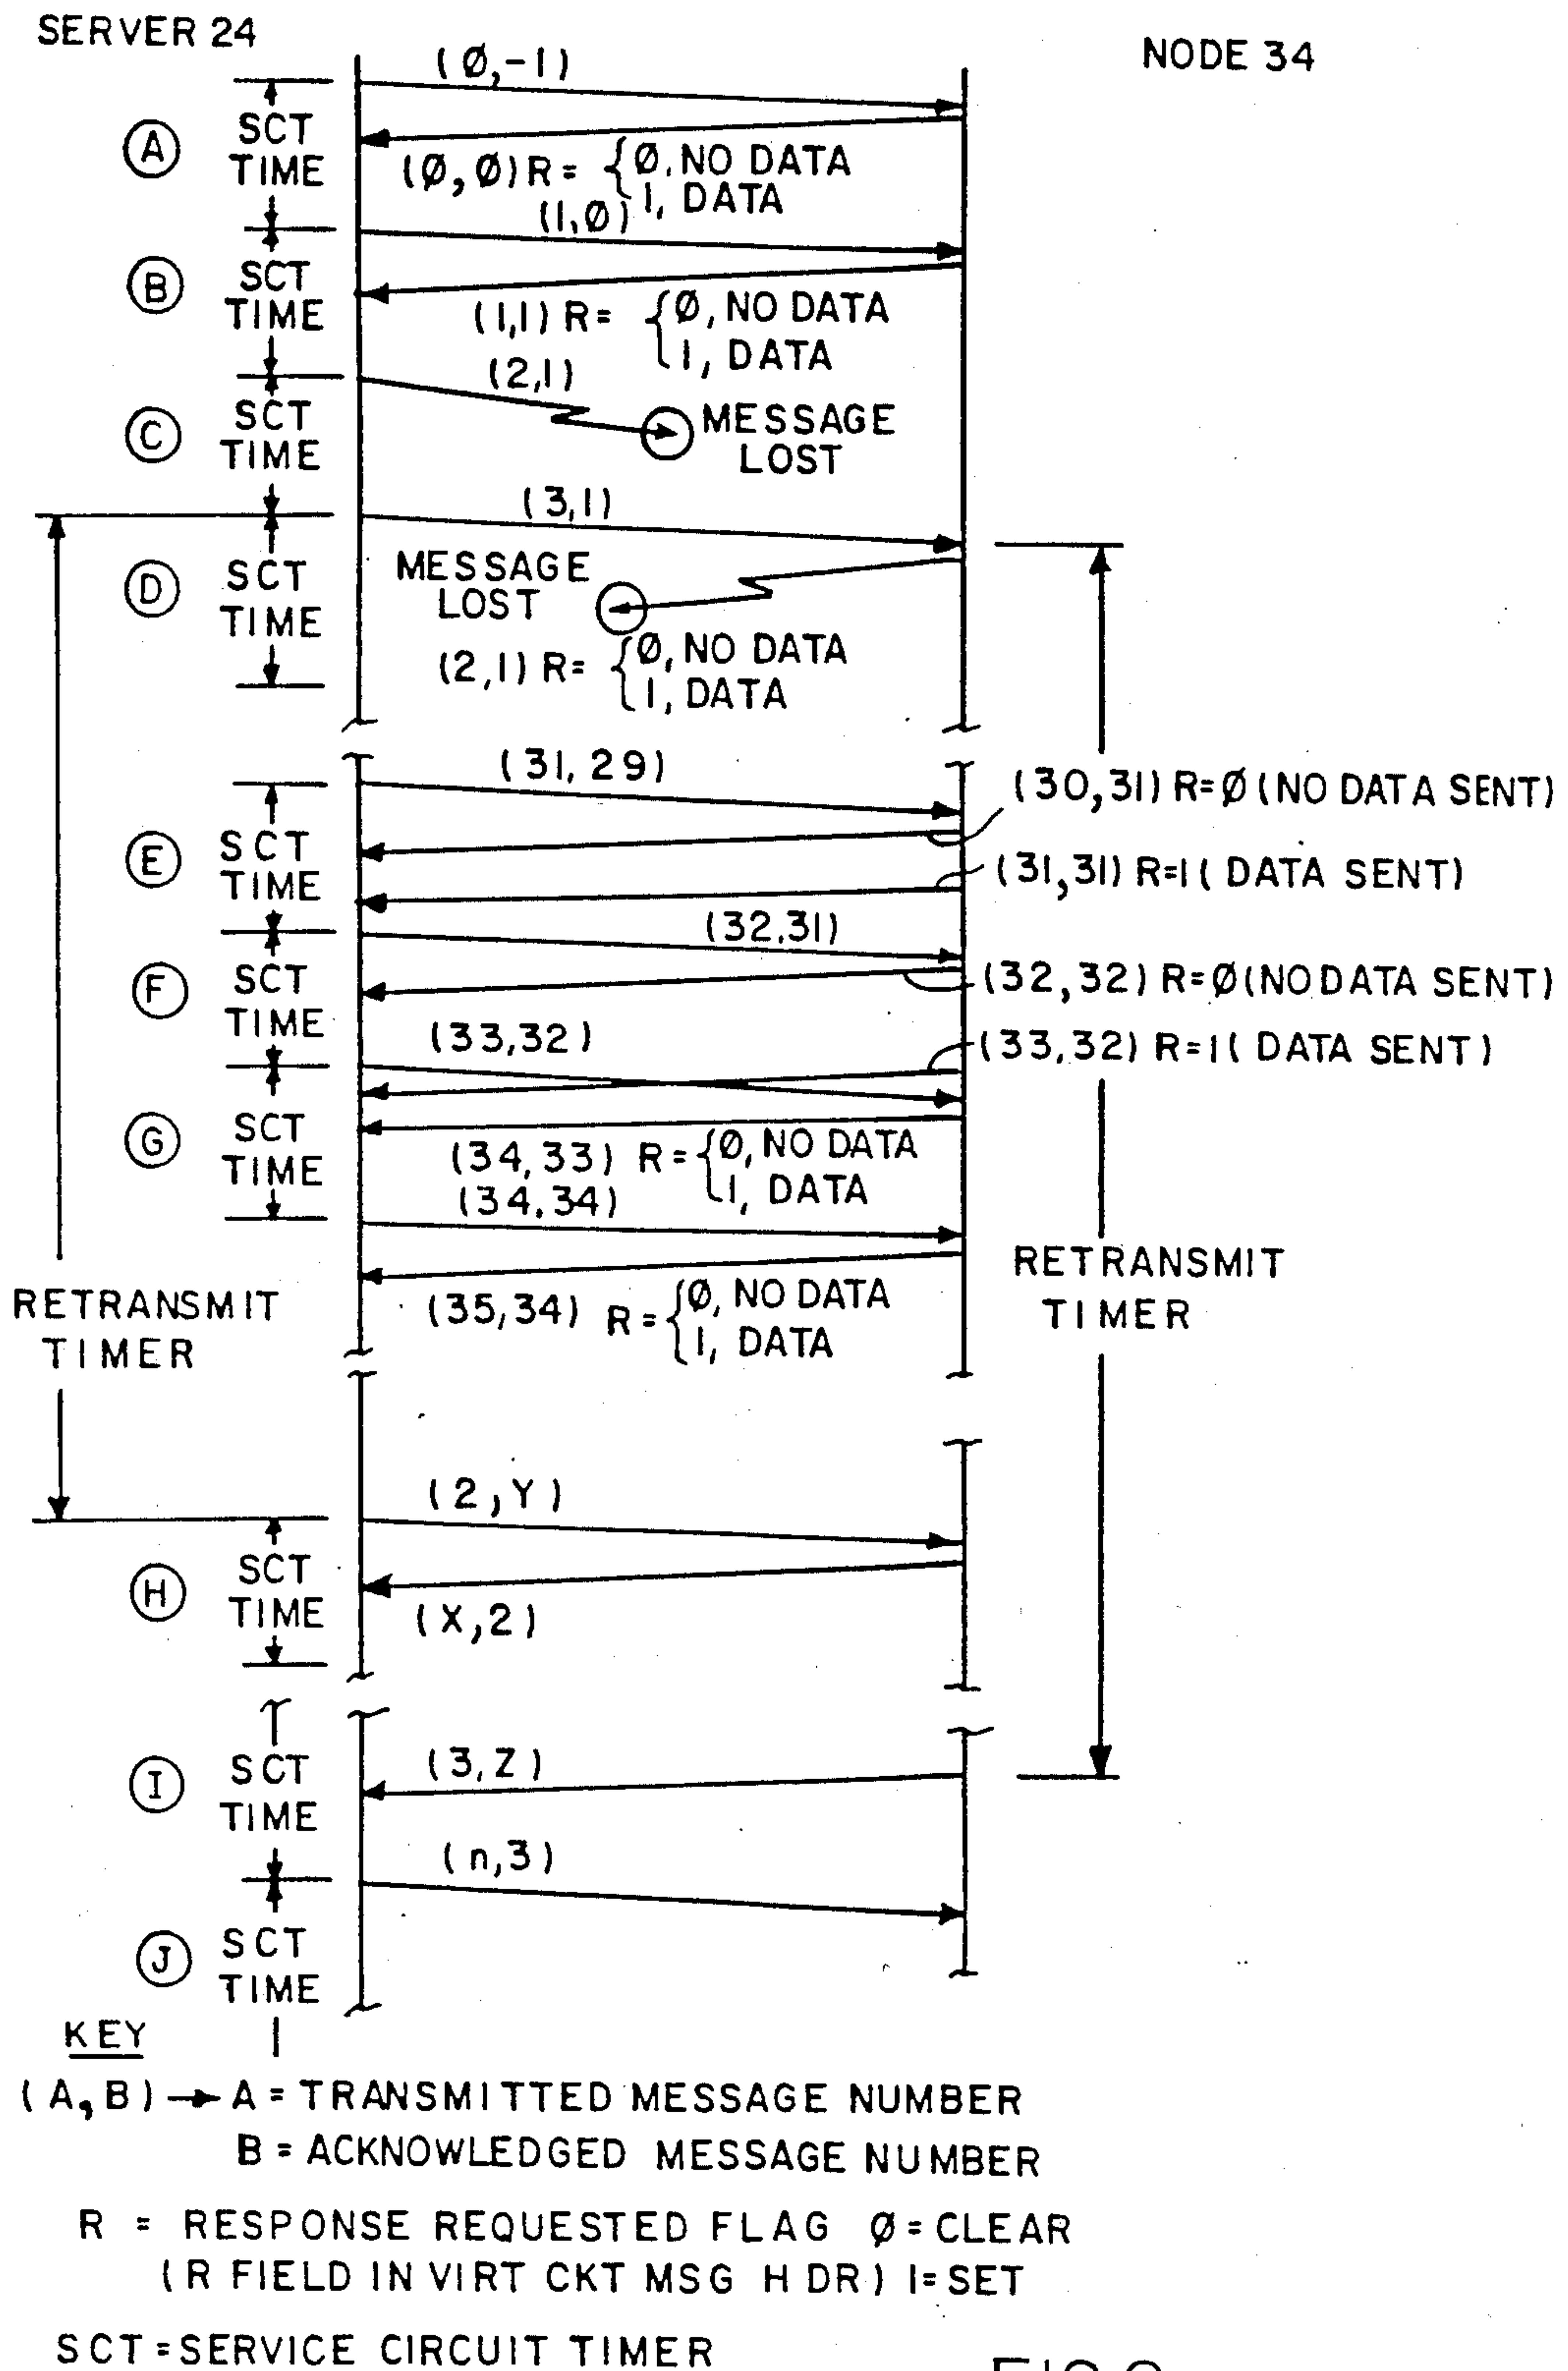 SERVER 24
NODE 34
(Ø,-1)
A
SCT
TIME
(Ø,Ø) R = { Ø, NO DATA
1, DATA
(1,Ø)
B
SCT
TIME
(1,1) R = { Ø, NO DATA
1, DATA
(2,1)
C
SCT
TIME
MESSAGE
LOST
(3,1)
D
SCT
TIME
MESSAGE
LOST
(2,1) R = { Ø, NO DATA
1, DATA
(31, 29)
(30,31) R=Ø (NO DATA SENT)
E
SCT
TIME
(31,31) R=1 ( DATA SENT)
(32,31)
F
SCT
TIME
(32,32) R=Ø (NO DATA SENT)
(33,32)
(33,32) R=1 ( DATA SENT)
G
SCT
TIME
(34,33) R = { Ø, NO DATA
1, DATA
(34,34)
RETRANSMIT
TIMER
(35,34) R = { Ø, NO DATA
1, DATA
RETRANSMIT
TIMER
(2,Y)
H
SCT
TIME
(X,2)
I
SCT
TIME
(3,Z)
(n,3)
J
SCT
TIME
KEY
(A,B) → A = TRANSMITTED MESSAGE NUMBER
B = ACKNOWLEDGED MESSAGE NUMBER
R = RESPONSE REQUESTED FLAG Ø = CLEAR
(R FIELD IN VIRT CKT MSG HDR) 1 = SET
SCT = SERVICE CIRCUIT TIMER